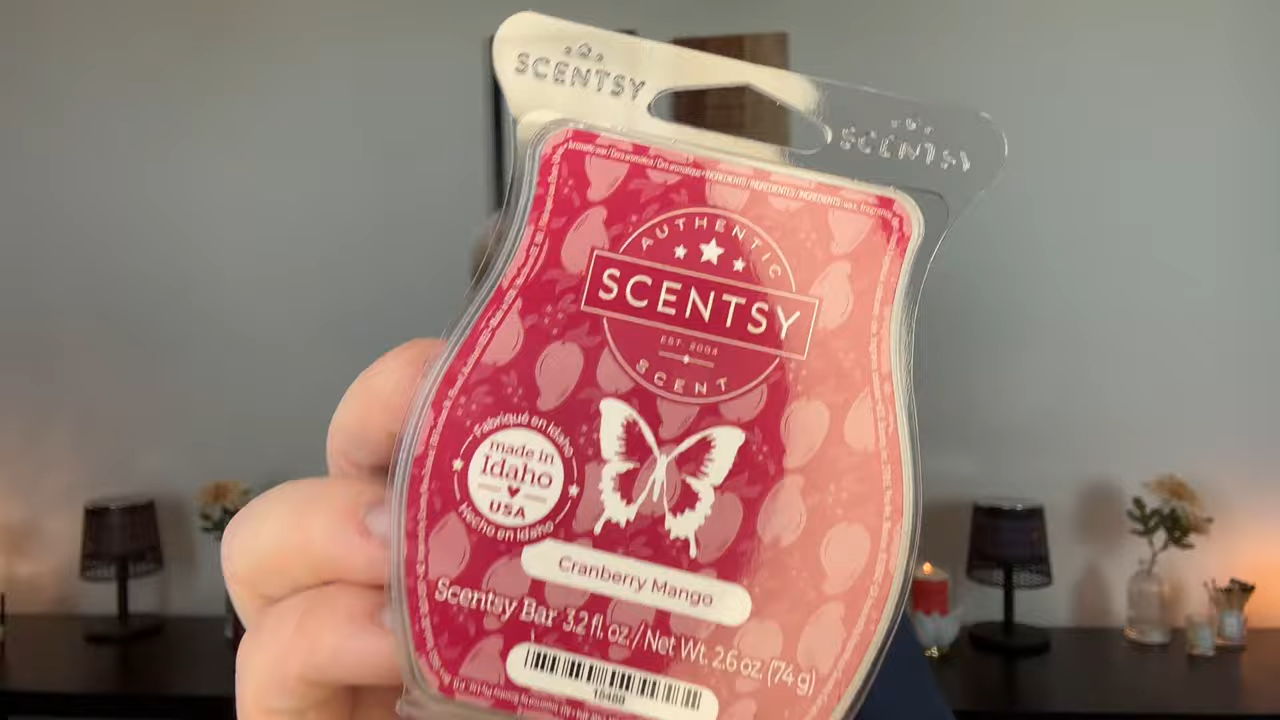 SCENTSY
SCENTSY
AUTHENTIC
SCENTSY
EST. 2004
SCENT
Fabriqué en Idaho
made in
Idaho
USA
Hecho en Idaho
Cranberry Mango
Scentsy Bar 3.2 fl. oz. / Net Wt. 2.6 oz. (74 g)